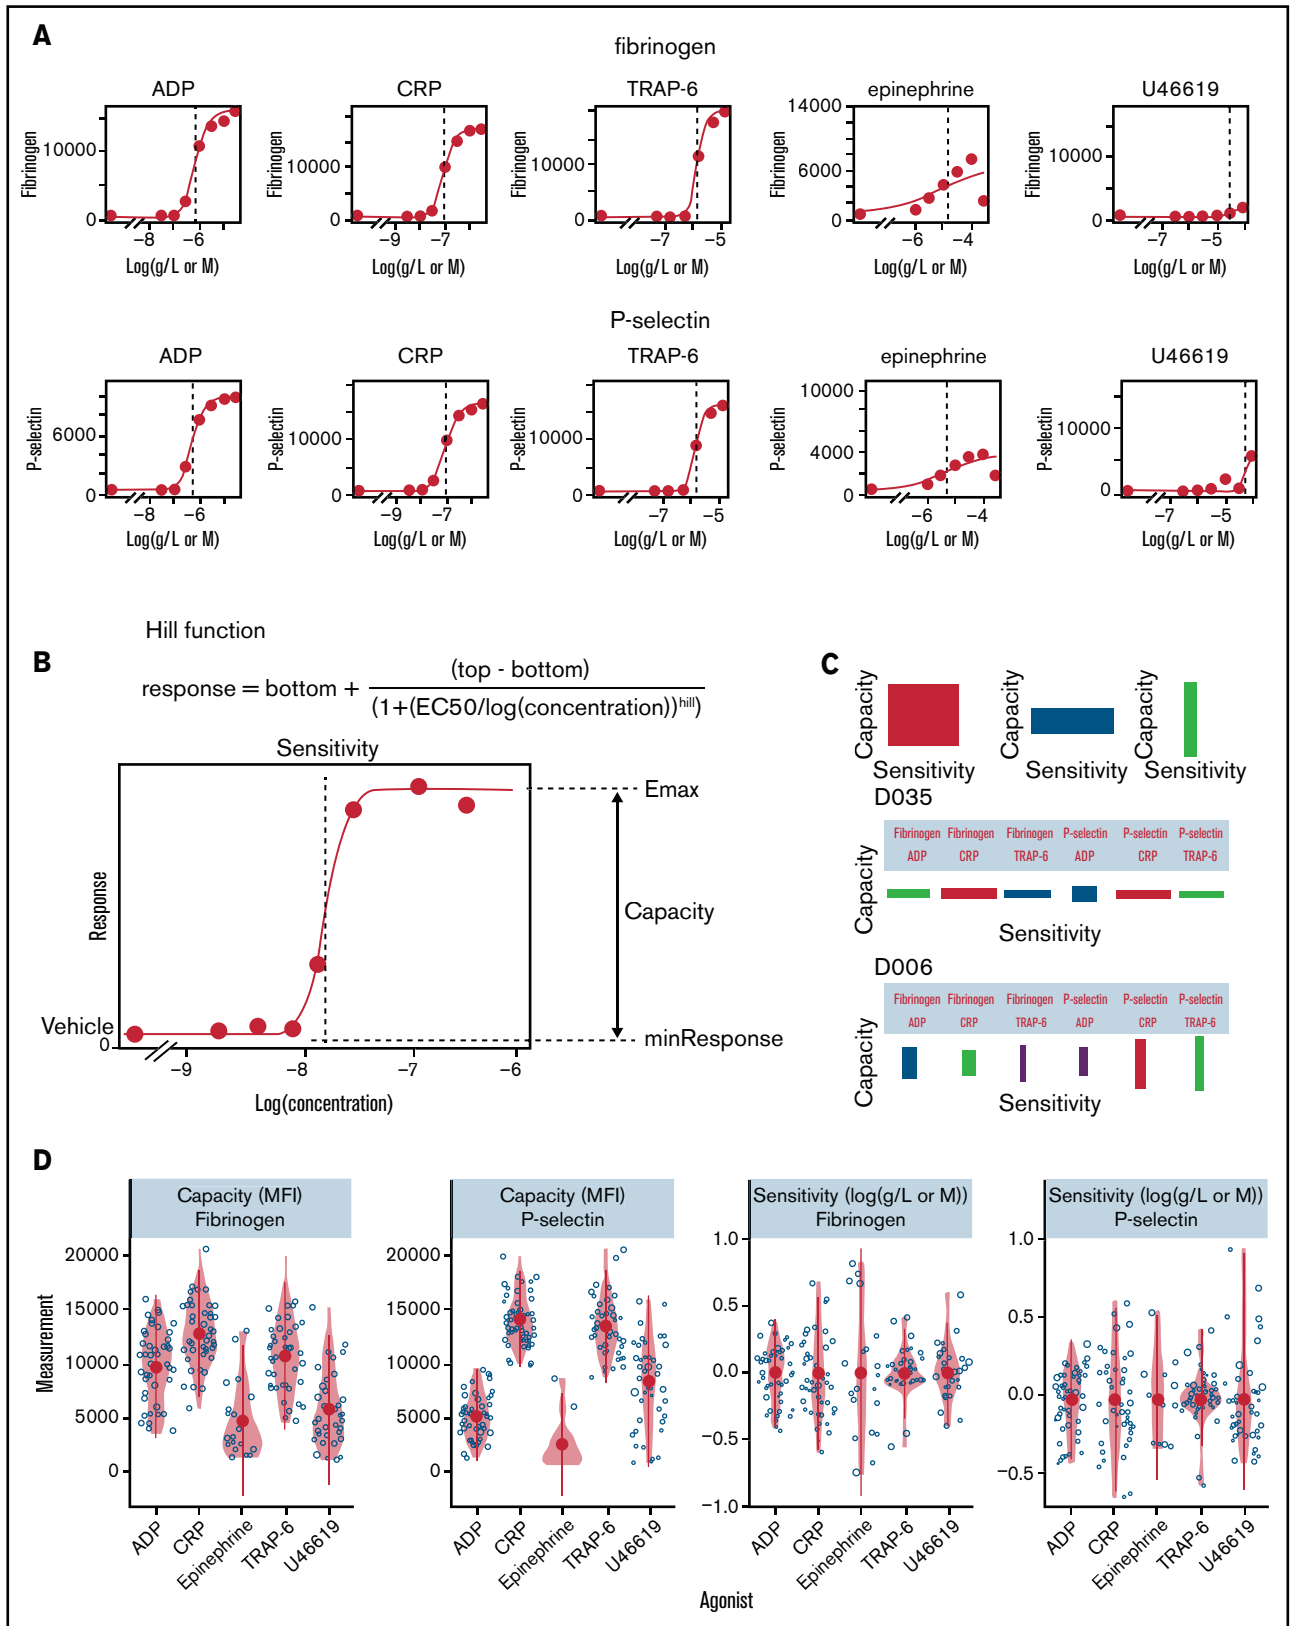 A
fibrinogen
ADP
CRP
TRAP-6
epinephrine
U46619
Fibrinogen
10000
0
−8
−6
Log(g/L or M)
Fibrinogen
10000
0
−9
−7
Log(g/L or M)
Fibrinogen
10000
0
−7
−5
Log(g/L or M)
Fibrinogen
14000
6000
0
−6
−4
Log(g/L or M)
Fibrinogen
10000
0
−7
−5
Log(g/L or M)
P-selectin
ADP
CRP
TRAP-6
epinephrine
U46619
P-selectin
6000
0
−8
−6
Log(g/L or M)
P-selectin
10000
0
−9
−7
Log(g/L or M)
P-selectin
10000
0
−7
−5
Log(g/L or M)
P-selectin
10000
4000
0
−6
−4
Log(g/L or M)
P-selectin
10000
0
−7
−5
Log(g/L or M)
B
Hill function
response = bottom + (top - bottom)
(1+(EC50/log(concentration))^hill)
Sensitivity
Response
Vehicle
0
−9
−8
−7
−6
Log(concentration)
Emax
Capacity
minResponse
C
Capacity
Sensitivity
Capacity
Sensitivity
Capacity
Sensitivity
D035
Fibrinogen Fibrinogen Fibrinogen P-selectin P-selectin P-selectin
ADP CRP TRAP-6 ADP CRP TRAP-6
Capacity
Sensitivity
D006
Fibrinogen Fibrinogen Fibrinogen P-selectin P-selectin P-selectin
ADP CRP TRAP-6 ADP CRP TRAP-6
Capacity
Sensitivity
D
Measurement
Capacity (MFI)
Fibrinogen
20000
15000
10000
5000
0
ADP
CRP
Epinephrine
TRAP-6
U46619
Capacity (MFI)
P-selectin
20000
15000
10000
5000
0
ADP
CRP
Epinephrine
TRAP-6
U46619
Sensitivity (log(g/L or M))
Fibrinogen
1.0
0.5
0.0
−0.5
−1.0
ADP
CRP
Epinephrine
TRAP-6
U46619
Sensitivity (log(g/L or M))
P-selectin
1.0
0.5
0.0
−0.5
ADP
CRP
Epinephrine
TRAP-6
U46619
Agonist